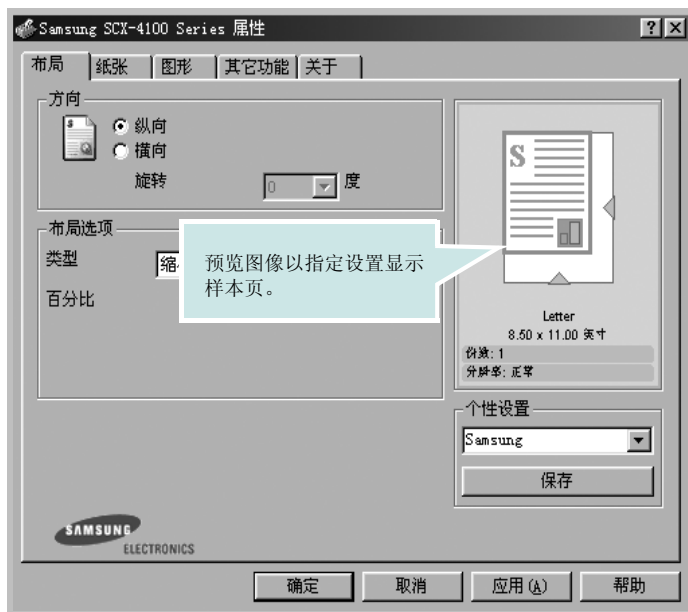 Samsung SCX-4100 Series 属性
布局 纸张 图形 其它功能 关于
方向
纵向
横向
旋转 0 度
布局选项
类型 缩
百分比
预览图像以指定设置显示
样本页。
S
S
Letter
8.50 x 11.00 英寸
份数: 1
分辨率: 正常
个性设置
Samsung
保存
SAMSUNG
ELECTRONICS
确定 取消 应用(A) 帮助